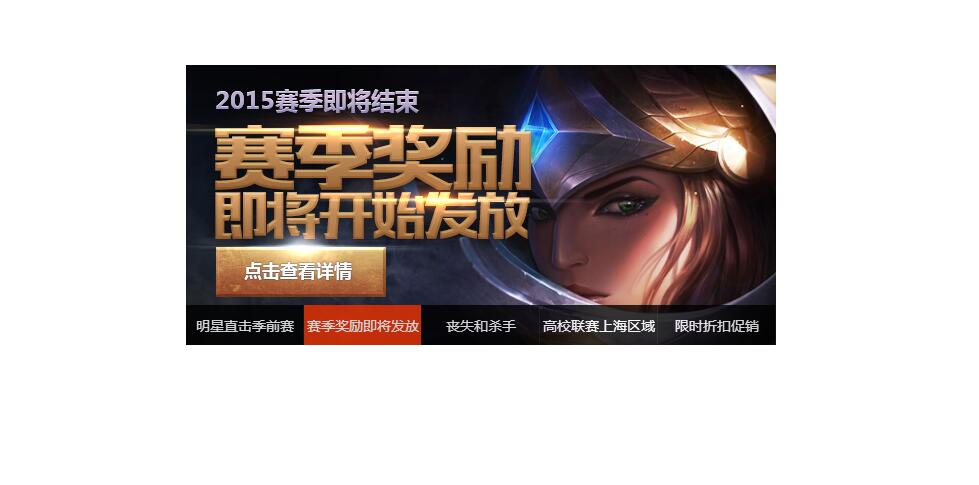 2015赛季即将结束
赛季奖励
即将开始发放
点击查看详情
明星直击季前赛 赛季奖励即将发放 丧失和杀手 高校联赛上海区域 限时折扣促销